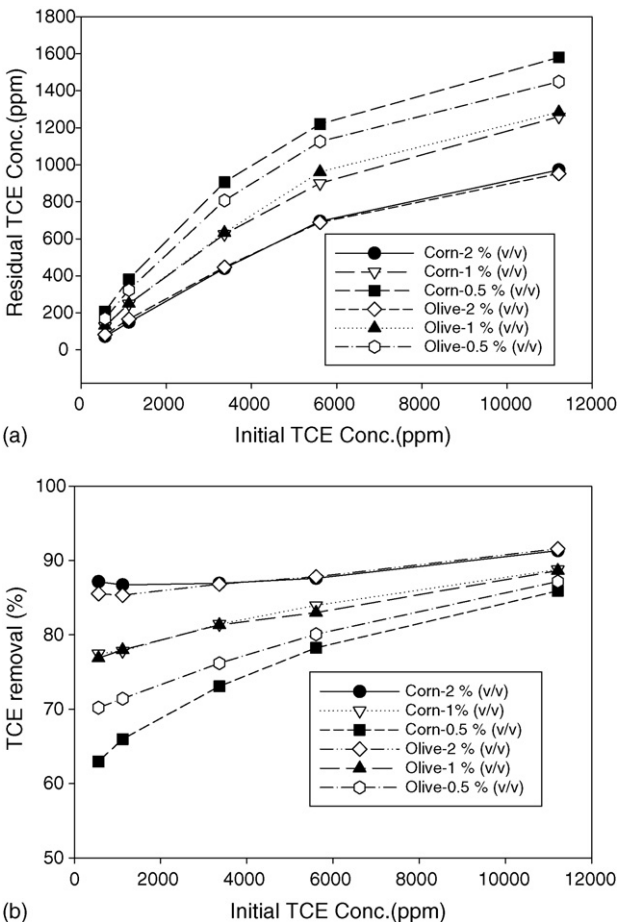 1800
1600
1400
1200
1000
800
600
400
200
0
Residual TCE Conc.(ppm)
Corn-2 % (v/v)
Corn-1 % (v/v)
Corn-0.5 % (v/v)
Olive-2 % (v/v)
Olive-1 % (v/v)
Olive-0.5 % (v/v)
0 2000 4000 6000 8000 10000 12000
(a) Initial TCE Conc.(ppm)
100
90
80
70
60
50
TCE removal (%)
Corn-2 % (v/v)
Corn-1% (v/v)
Corn-0.5 % (v/v)
Olive-2 % (v/v)
Olive-1 % (v/v)
Olive-0.5 % (v/v)
0 2000 4000 6000 8000 10000 12000
(b) Initial TCE Conc.(ppm)